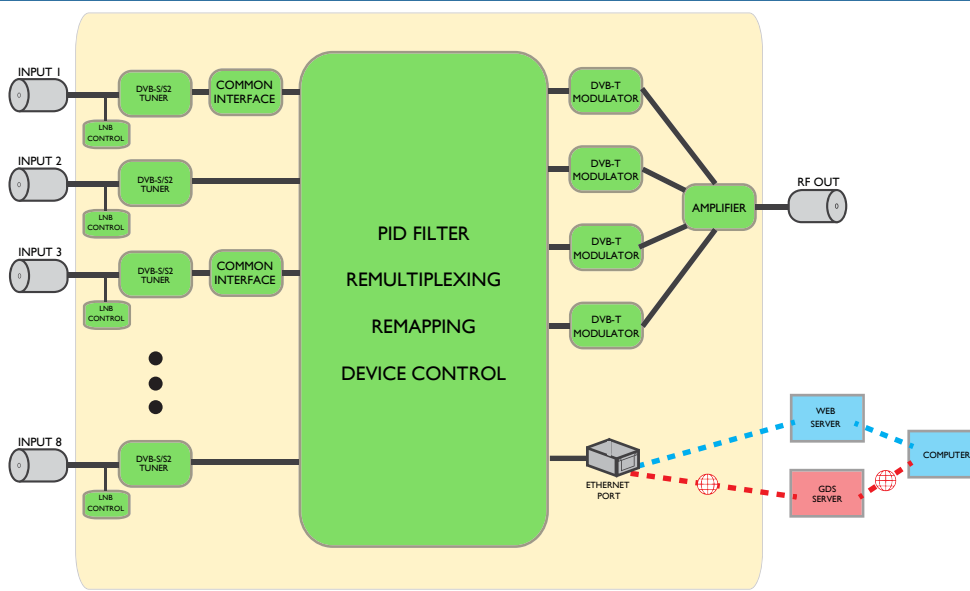 INPUT 1
DVB-S/S2
TUNER
COMMON
INTERFACE
LNB
CONTROL
INPUT 2
DVB-S/S2
TUNER
LNB
CONTROL
INPUT 3
DVB-S/S2
TUNER
COMMON
INTERFACE
LNB
CONTROL
INPUT 8
DVB-S/S2
TUNER
LNB
CONTROL
PID FILTER
REMULTIPLEXING
REMAPPING
DEVICE CONTROL
DVB-T
MODULATOR
DVB-T
MODULATOR
DVB-T
MODULATOR
DVB-T
MODULATOR
AMPLIFIER
RF OUT
ETHERNET
PORT
WEB
SERVER
GDS
SERVER
COMPUTER